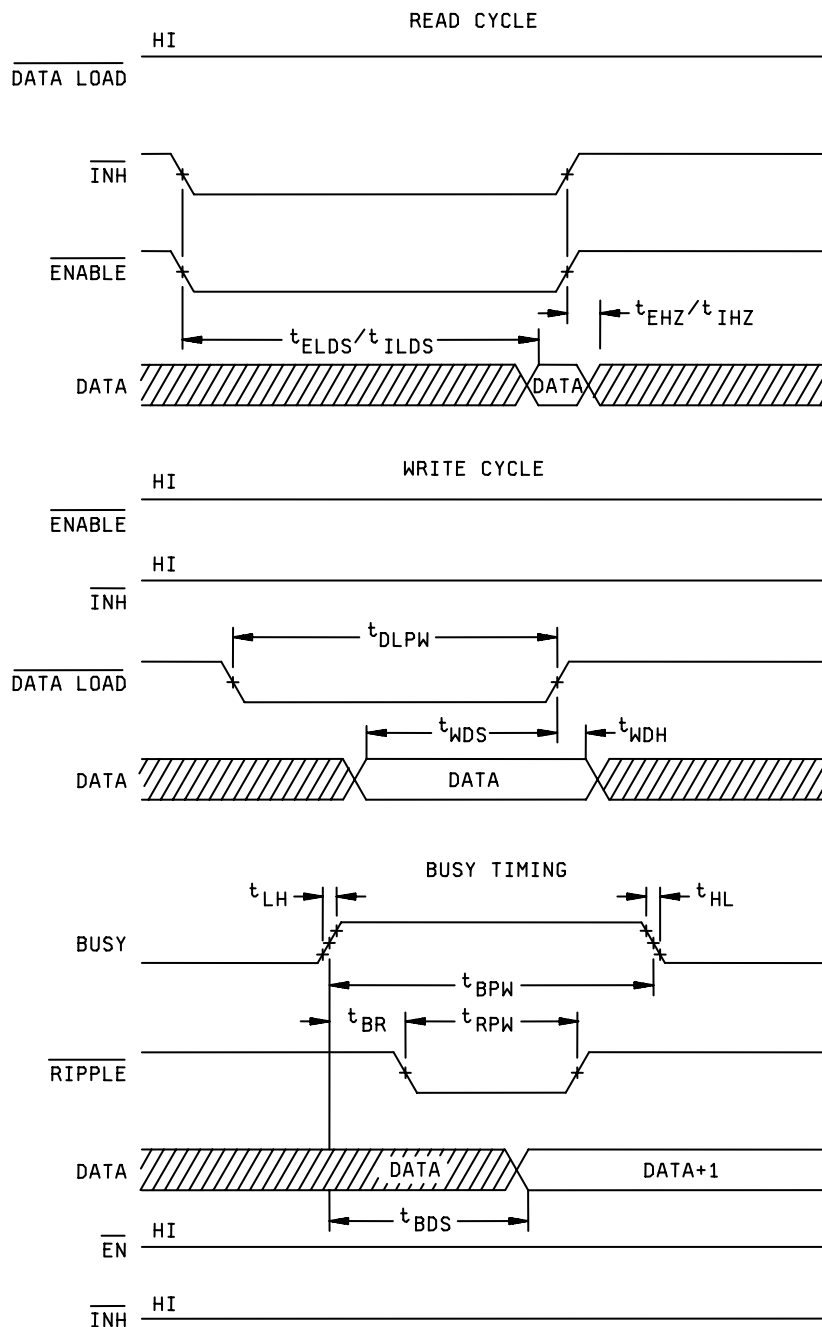 READ CYCLE
HI
DATA LOAD
INH
ENABLE
tEHZ/tIHZ
tELDS/tILDS
DATA
DATA
WRITE CYCLE
HI
ENABLE
HI
INH
tDLPW
DATA LOAD
tWDS
tWDH
DATA
DATA
BUSY TIMING
tLH
tHL
BUSY
tBPW
tBR
tRPW
RIPPLE
DATA
DATA
DATA+1
tBDS
HI
EN
HI
INH